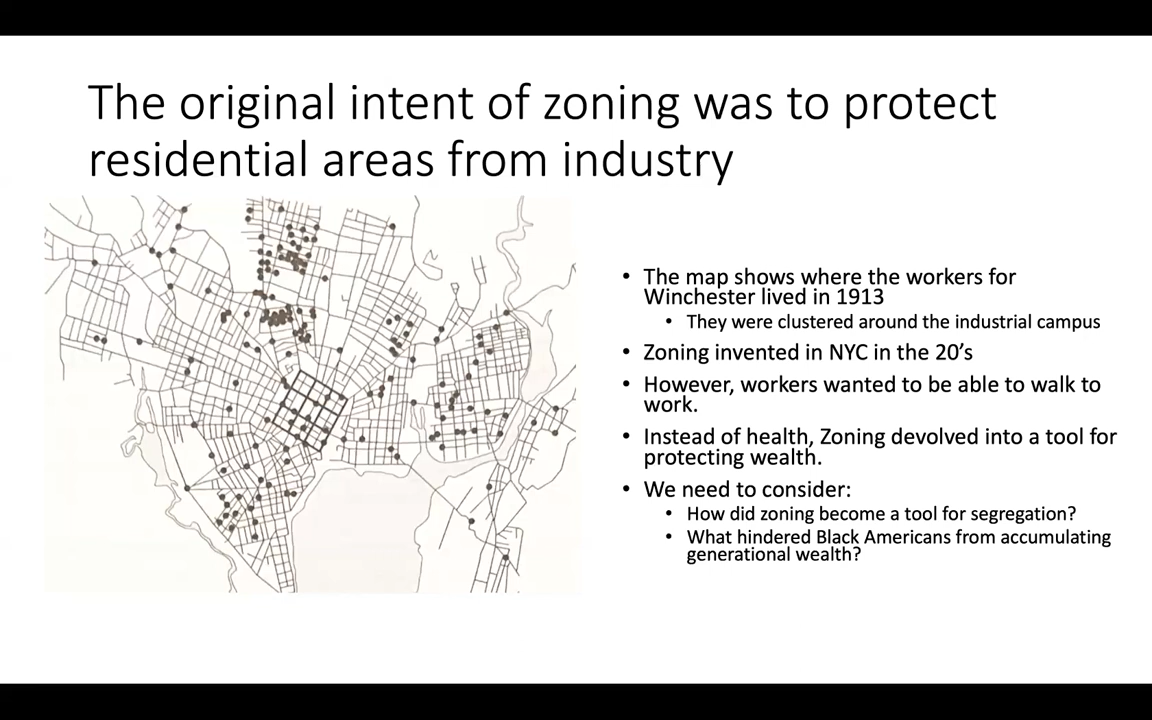 The original intent of zoning was to protect
residential areas from industry
• The map shows where the workers for
Winchester lived in 1913
• They were clustered around the industrial campus
• Zoning invented in NYC in the 20’s
• However, workers wanted to be able to walk to
work.
• Instead of health, Zoning devolved into a tool for
protecting wealth.
• We need to consider:
• How did zoning become a tool for segregation?
• What hindered Black Americans from accumulating
generational wealth?